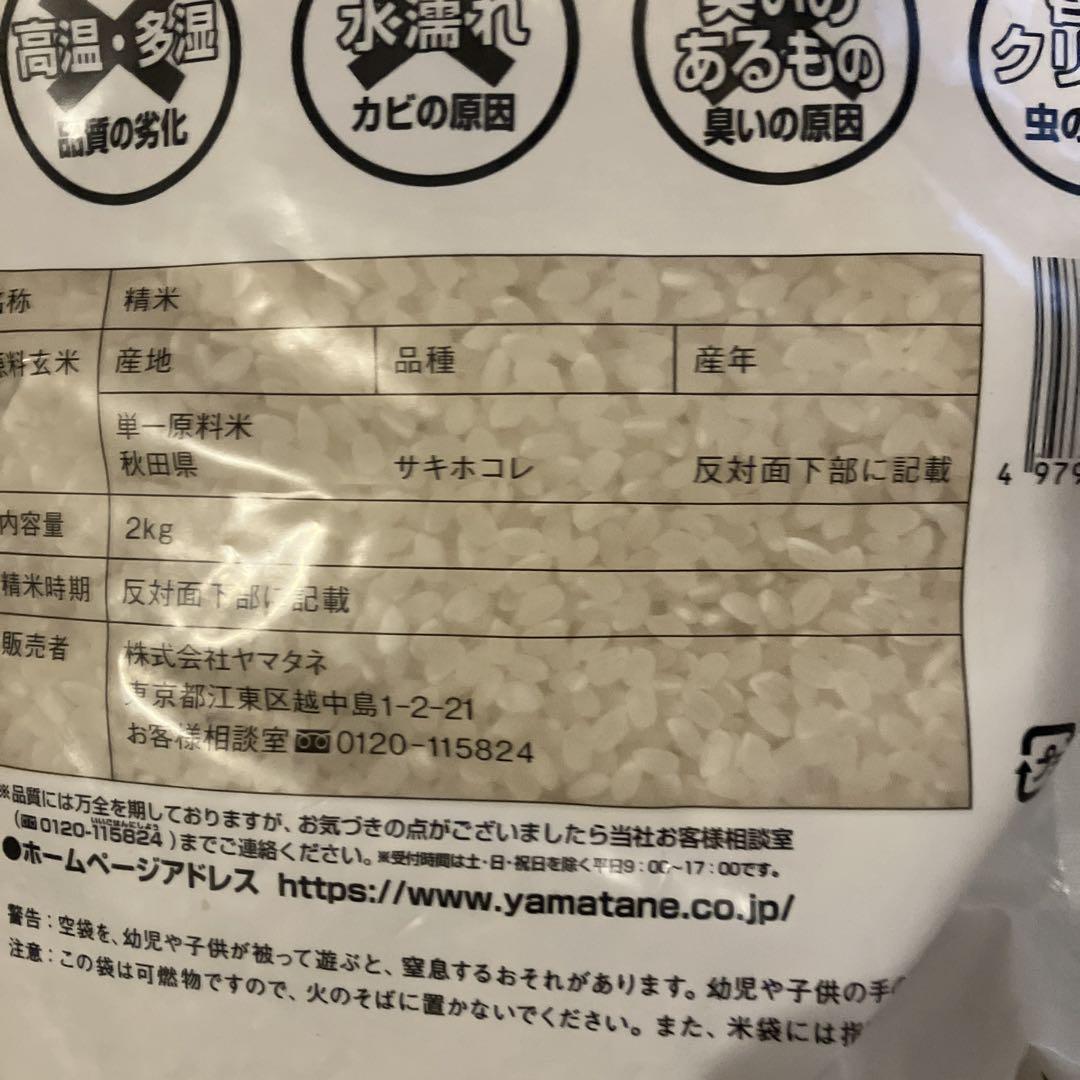 高温・多湿
品質の劣化
水濡れ
カビの原因
臭いの
あるもの
臭いの原因
クリ
虫の
名称 精米
原料玄米 産地 品種 産年
単一原料米
秋田県 サキホコレ 反対面下部に記載
内容量 2kg
精米時期 反対面下部に記載
販売者 株式会社ヤマタネ
東京都江東区越中島1-2-21
お客様相談室 0120-115824
4 979
※品質には万全を期しておりますが、お気づきの点がございましたら当社お客様相談室
(0120-115824)までご連絡ください。※受付時間は土・日・祝日を除く平日9:00~17:00です。
●ホームページアドレス https://www.yamatane.co.jp/
警告:空袋を、幼児や子供が被って遊ぶと、窒息するおそれがあります。幼児や子供の手の
注意:この袋は可燃物ですので、火のそばに置かないでください。また、米袋には
プラ